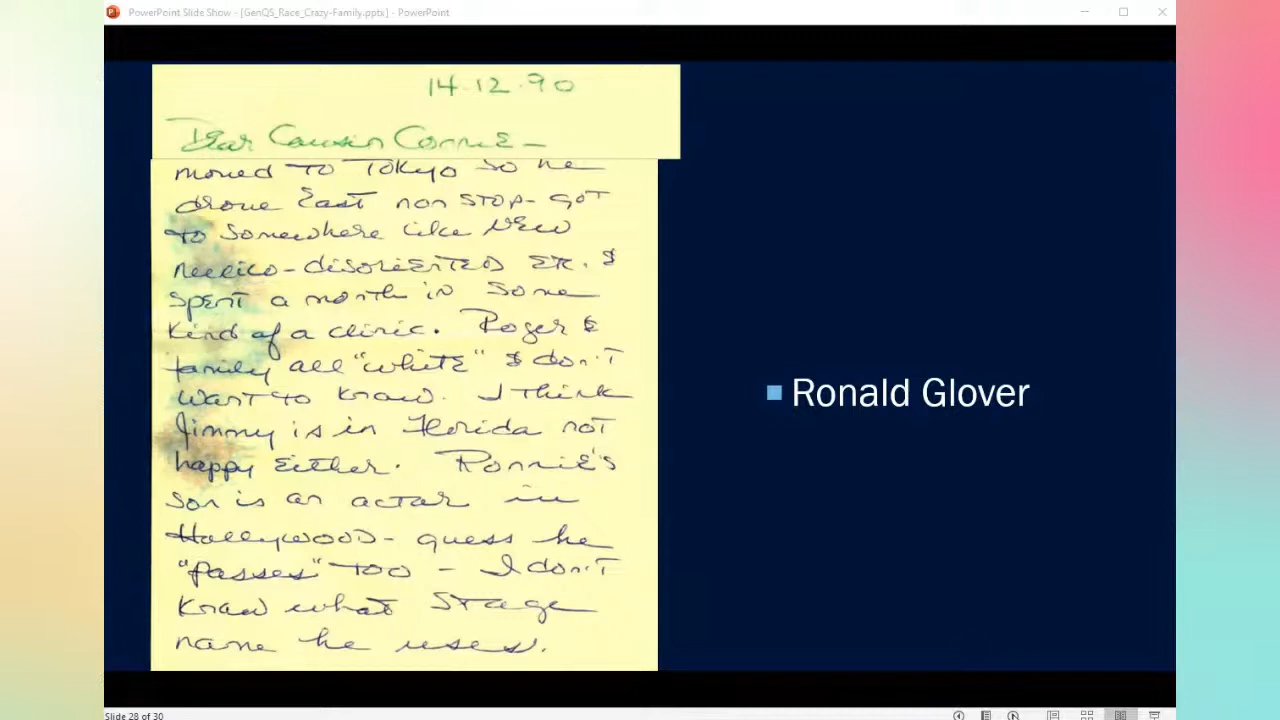 PowerPoint Slide Show - [GenQS_Race_Crazy-Family.pptx] - PowerPoint
14.12.90
Dear Cousin Connie -
moved to Tokyo so he
drove East non stop - got
to somewhere like New
Mexico - disoriented etc. &
spent a month in some
kind of a clinic. Roger &
family all "white" & don't
want to know. I think
Jimmy is in Florida not
happy either. Ronnie's
son is an actor in
Hollywood - guess he
"passes" too - I don't
know what stage
name he uses.
Ronald Glover
Slide 28 of 30